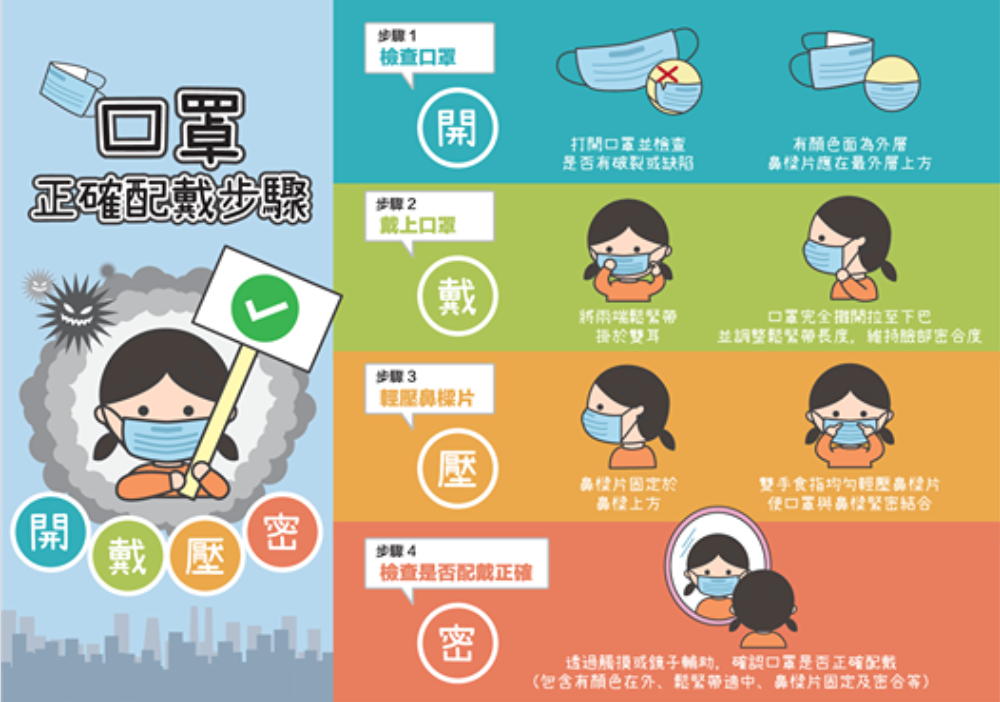 口罩
正確配戴步驟
開
戴
壓
密
步驟 1
檢查口罩
開
打開口罩並檢查
是否有破裂或缺陷
有顏色面為外層
鼻樑片應在最外層上方
步驟 2
戴上口罩
戴
將兩端鬆緊帶
掛於雙耳
口罩完全攤開拉至下巴
並調整鬆緊帶長度，維持臉部密合度
步驟 3
輕壓鼻樑片
壓
鼻樑片固定於
鼻樑上方
雙手食指均勻輕壓鼻樑片
使口罩與鼻樑緊密結合
步驟 4
檢查是否配戴正確
密
透過觸摸或鏡子輔助，確認口罩是否正確配戴
（包含有顏色在外、鬆緊帶適中、鼻樑片固定及密合等）